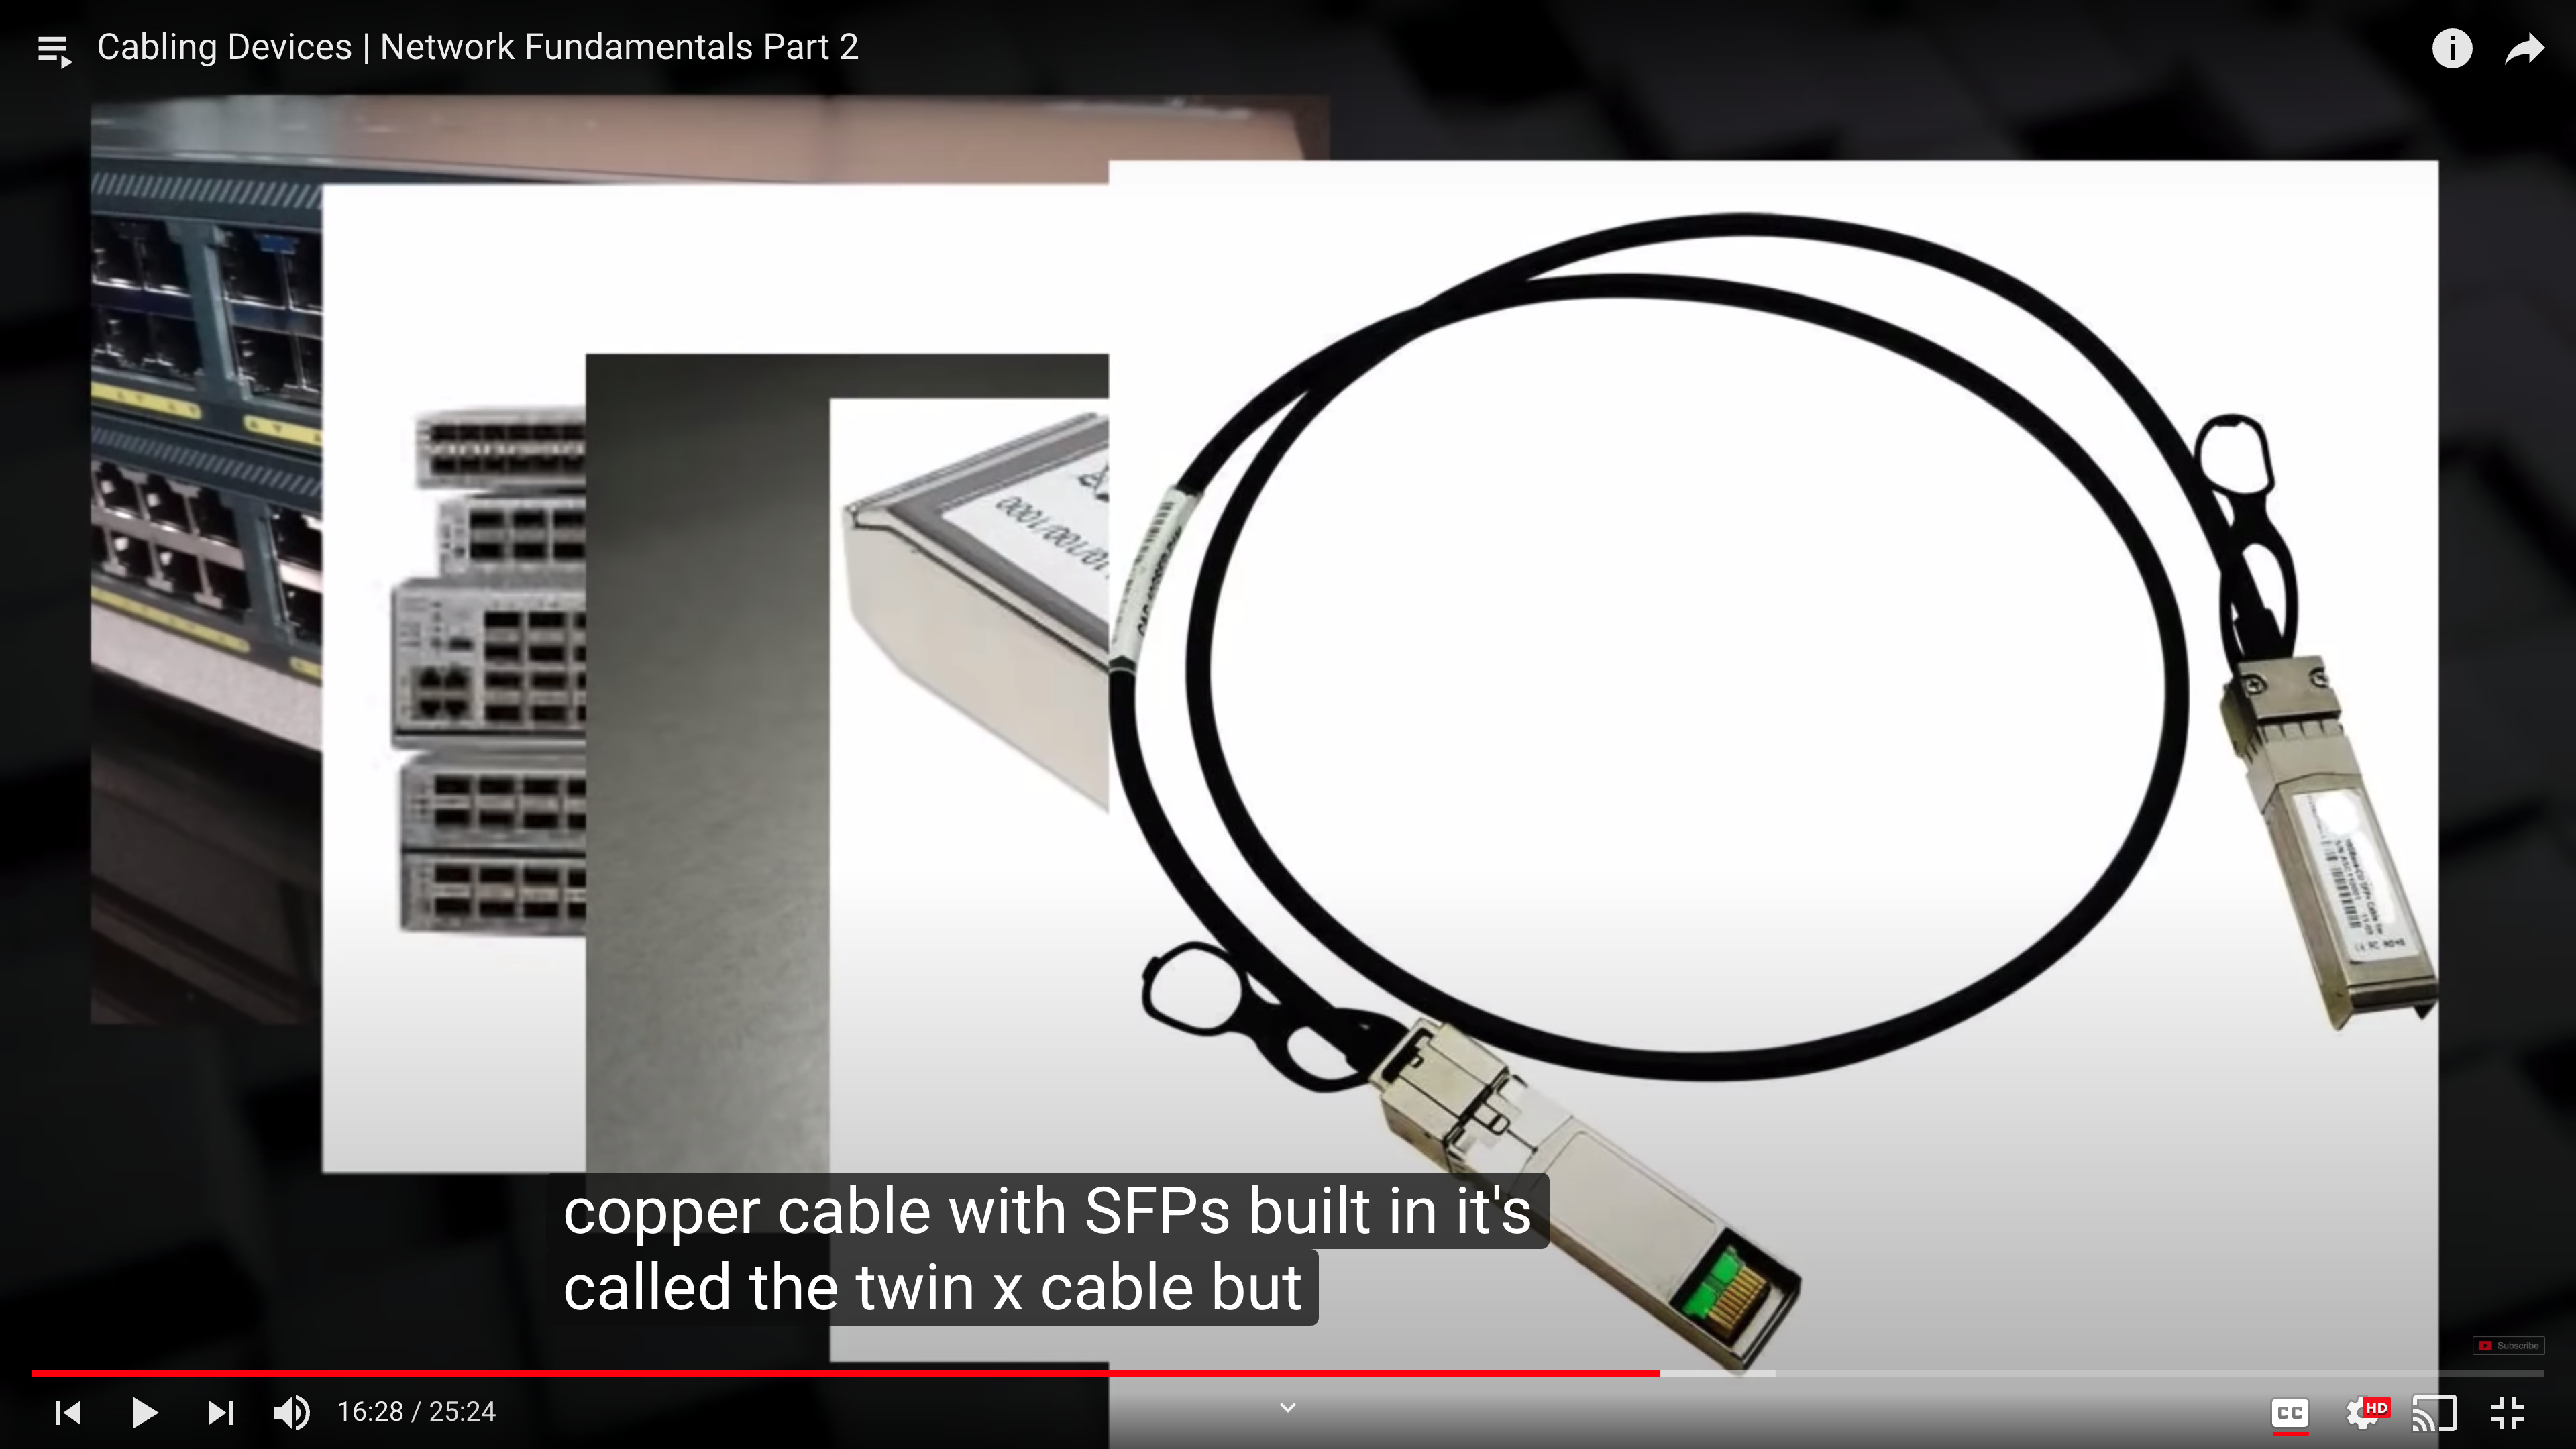 Cabling Devices | Network Fundamentals Part 2
copper cable with SFPs built in it's
called the twin x cable but
Subscribe
16:28 / 25:24
CC
HD